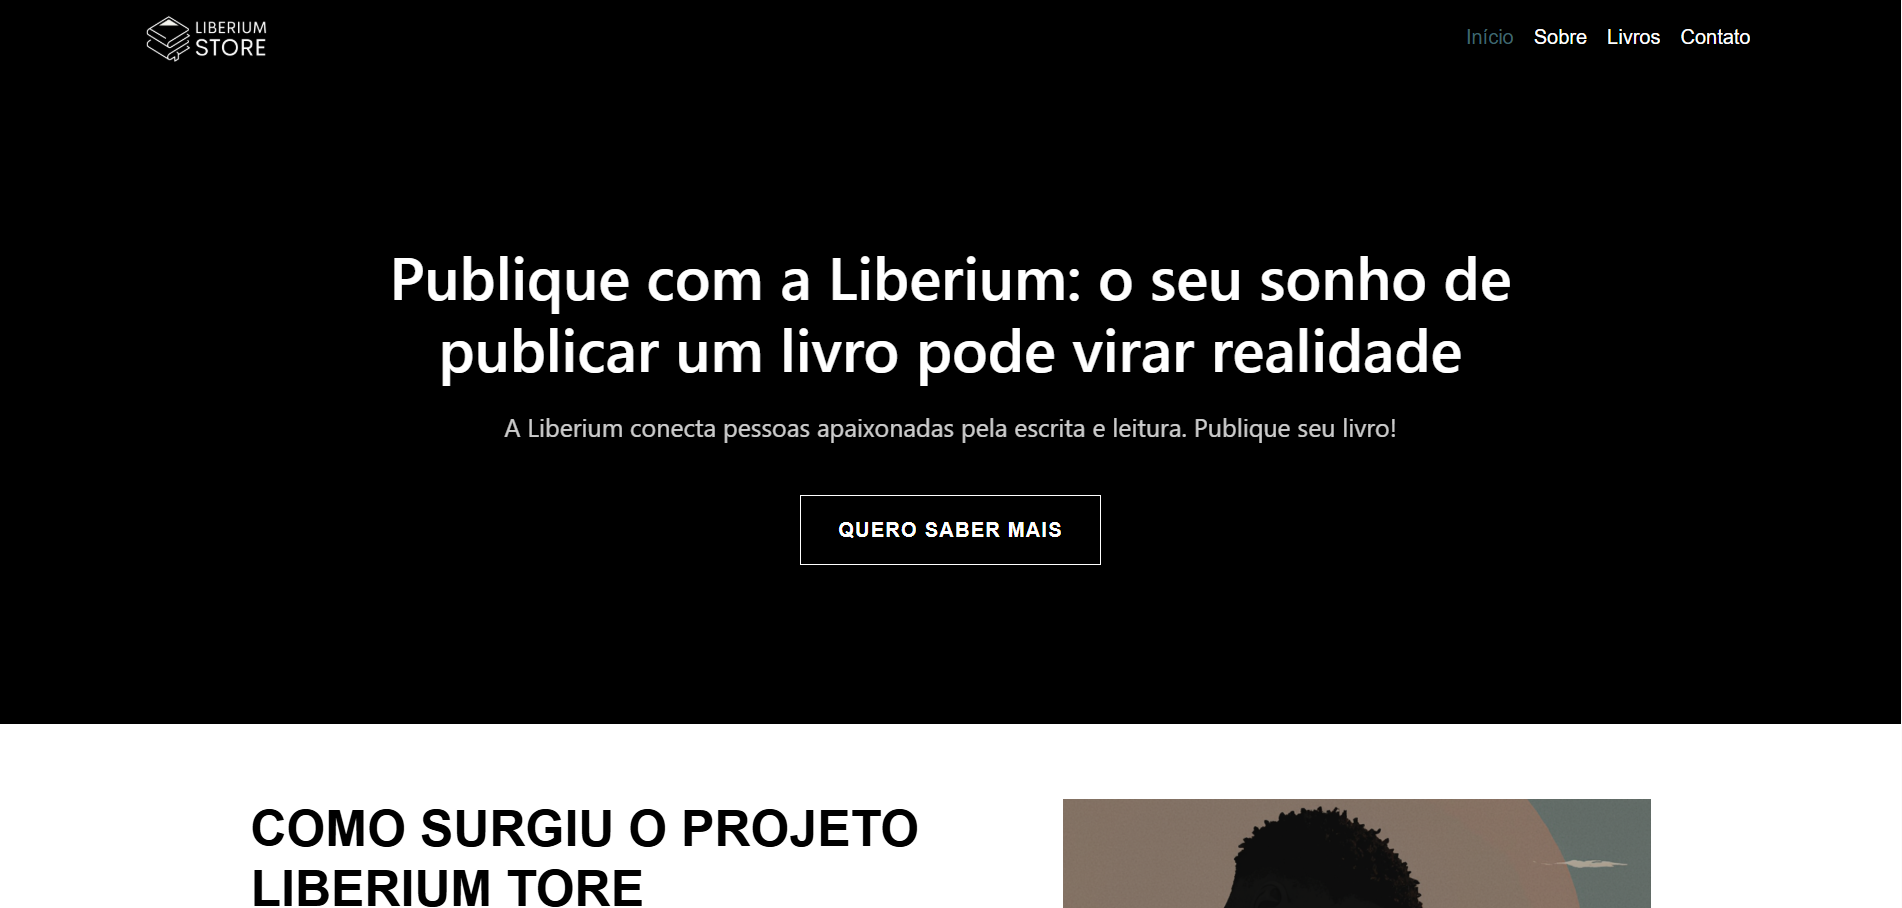 LIBERIUM
STORE
Início Sobre Livros Contato
Publique com a Liberium: o seu sonho de
publicar um livro pode virar realidade
A Liberium conecta pessoas apaixonadas pela escrita e leitura. Publique seu livro!
QUERO SABER MAIS
COMO SURGIU O PROJETO
LIBERIUM TORE